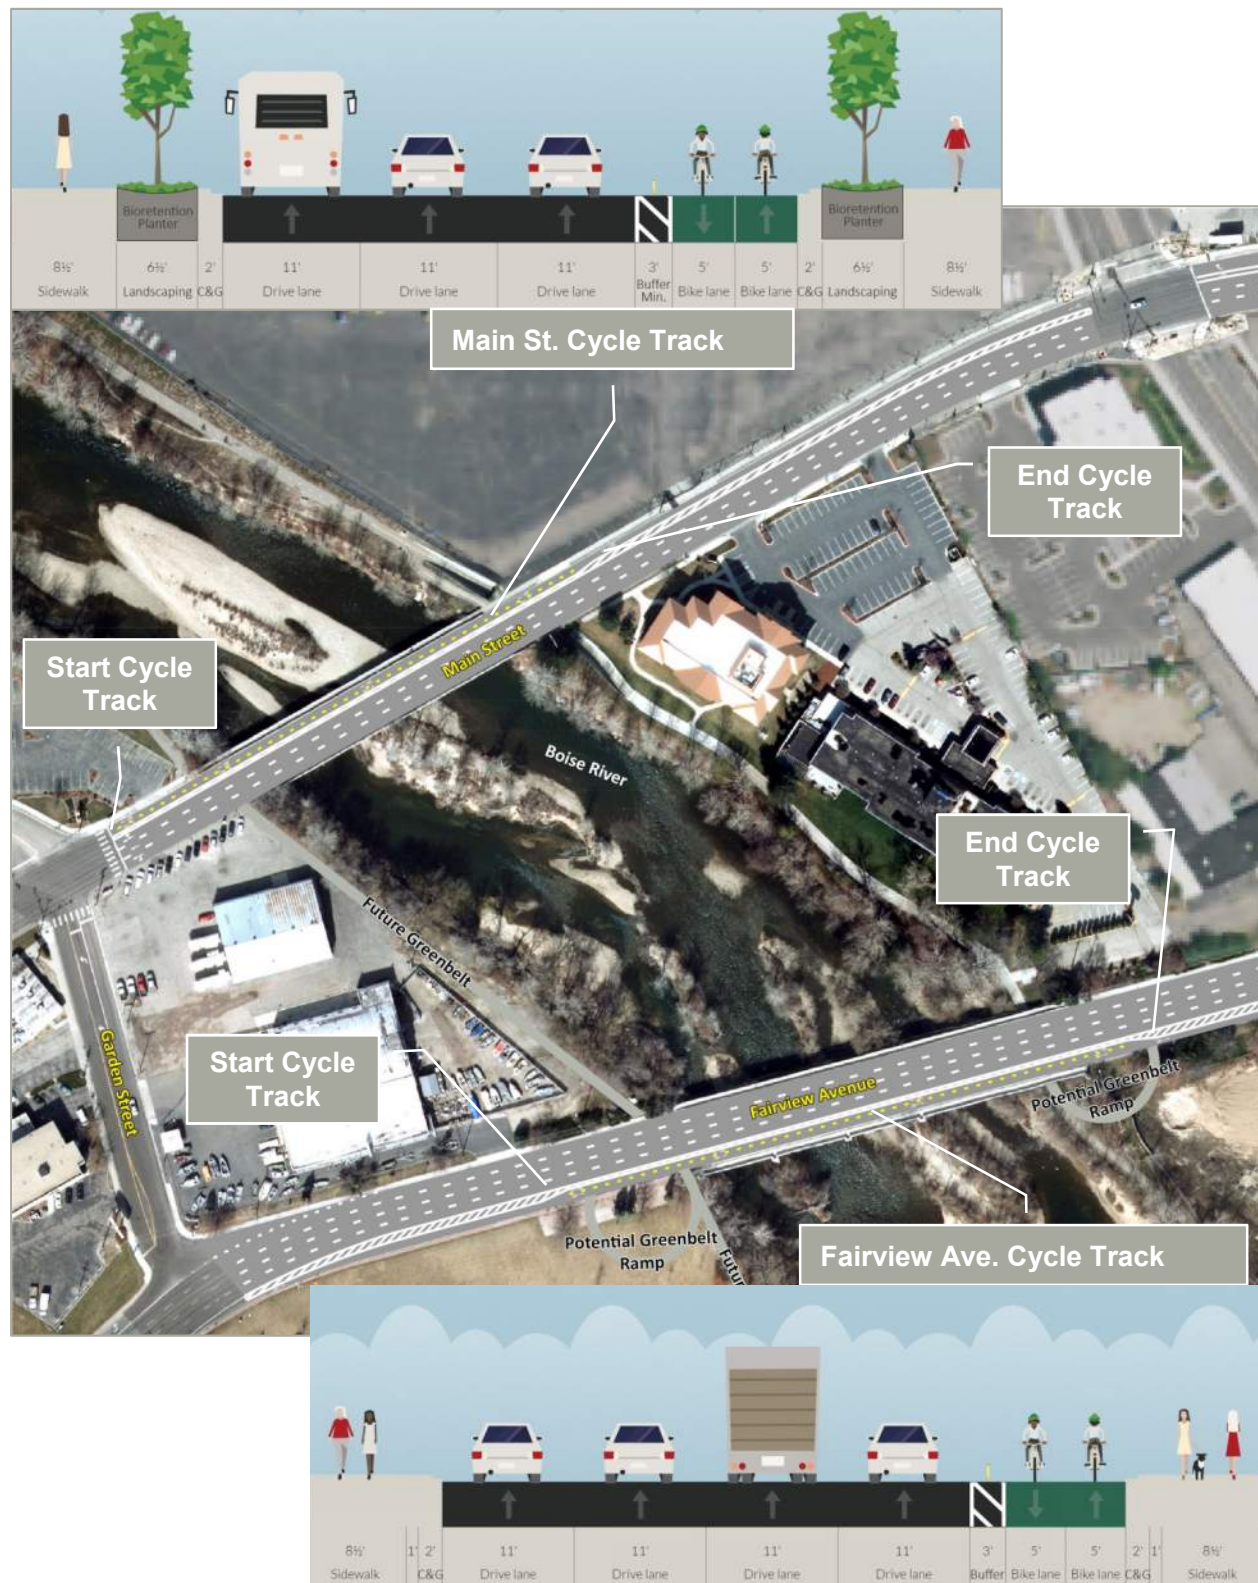 Bioretention
Planter
Bioretention
Planter
8½' 6½' 2' 11' 11' 11' 3' 5' 5' 2' 6½' 8½'
Sidewalk Landscaping C&G Drive lane Drive lane Drive lane Buffer Min. Bike lane Bike lane C&G Landscaping Sidewalk
Main St. Cycle Track
End Cycle
Track
Main Street
Start Cycle
Track
Boise River
End Cycle
Track
Future Greenbelt
Garden Street
Start Cycle
Track
Fairview Avenue
Potential Greenbelt
Ramp
Potential Greenbelt
Ramp
Futur
Fairview Ave. Cycle Track
8½' 1' 2' 11' 11' 11' 11' 3' 5' 5' 2' 1' 8½'
Sidewalk C&G Drive lane Drive lane Drive lane Drive lane Buffer Bike lane Bike lane C&G Sidewalk